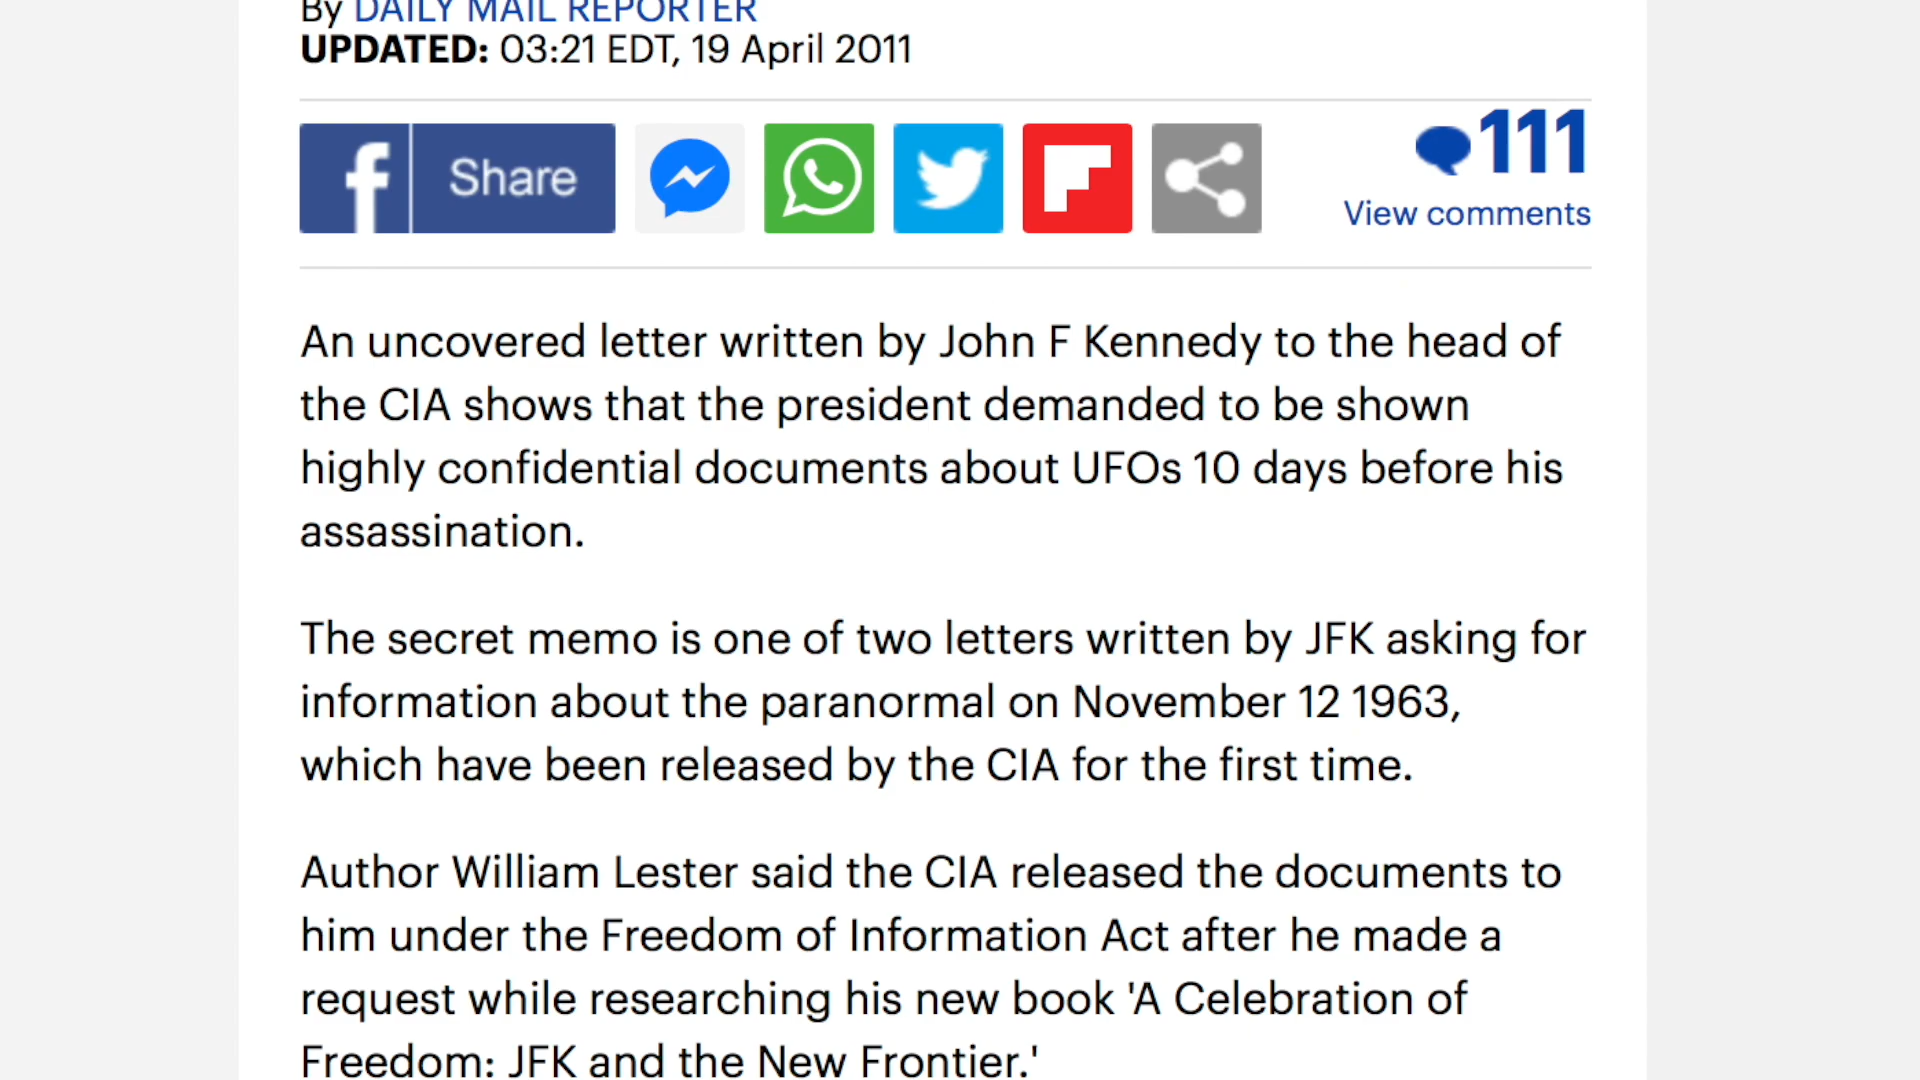 By DAILY MAIL REPORTER
UPDATED: 03:21 EDT, 19 April 2011
f Share
111
View comments
An uncovered letter written by John F Kennedy to the head of
the CIA shows that the president demanded to be shown
highly confidential documents about UFOs 10 days before his
assassination.
The secret memo is one of two letters written by JFK asking for
information about the paranormal on November 12 1963,
which have been released by the CIA for the first time.
Author William Lester said the CIA released the documents to
him under the Freedom of Information Act after he made a
request while researching his new book 'A Celebration of
Freedom: JFK and the New Frontier.'